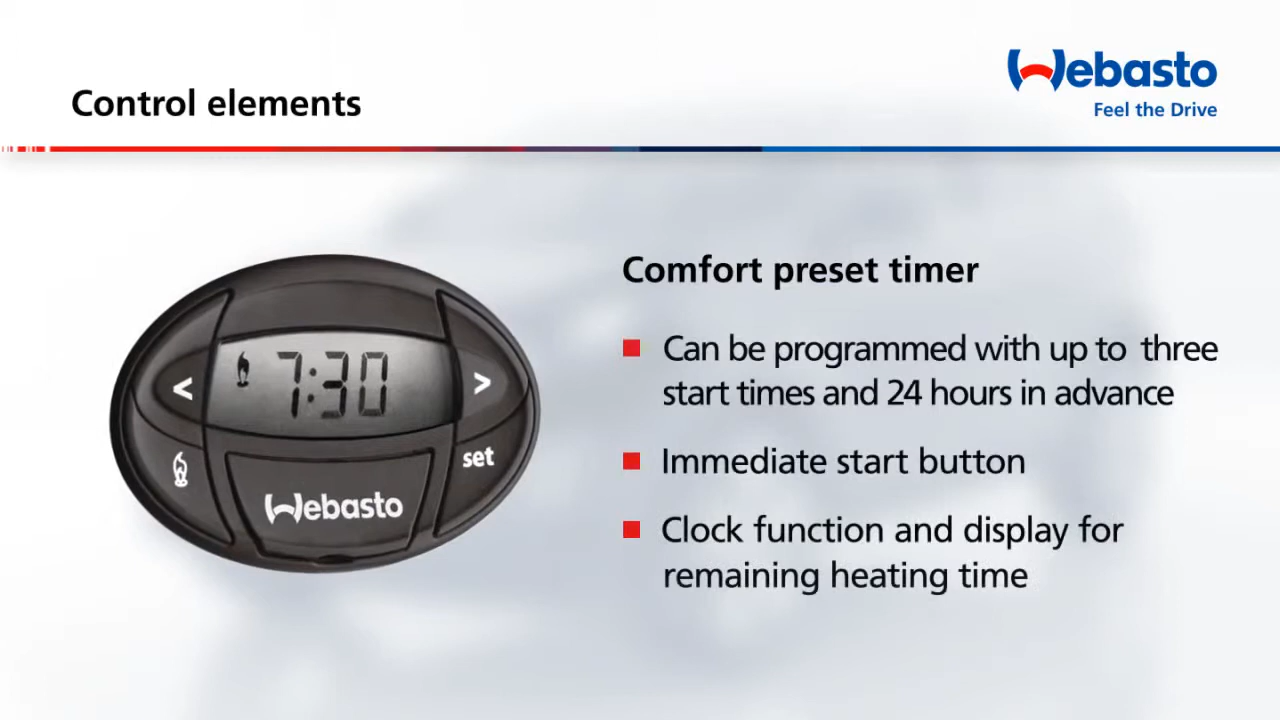 Control elements
Webasto
Feel the Drive
7:30
<
>
set
Webasto
Comfort preset timer
Can be programmed with up to three
start times and 24 hours in advance
Immediate start button
Clock function and display for
remaining heating time